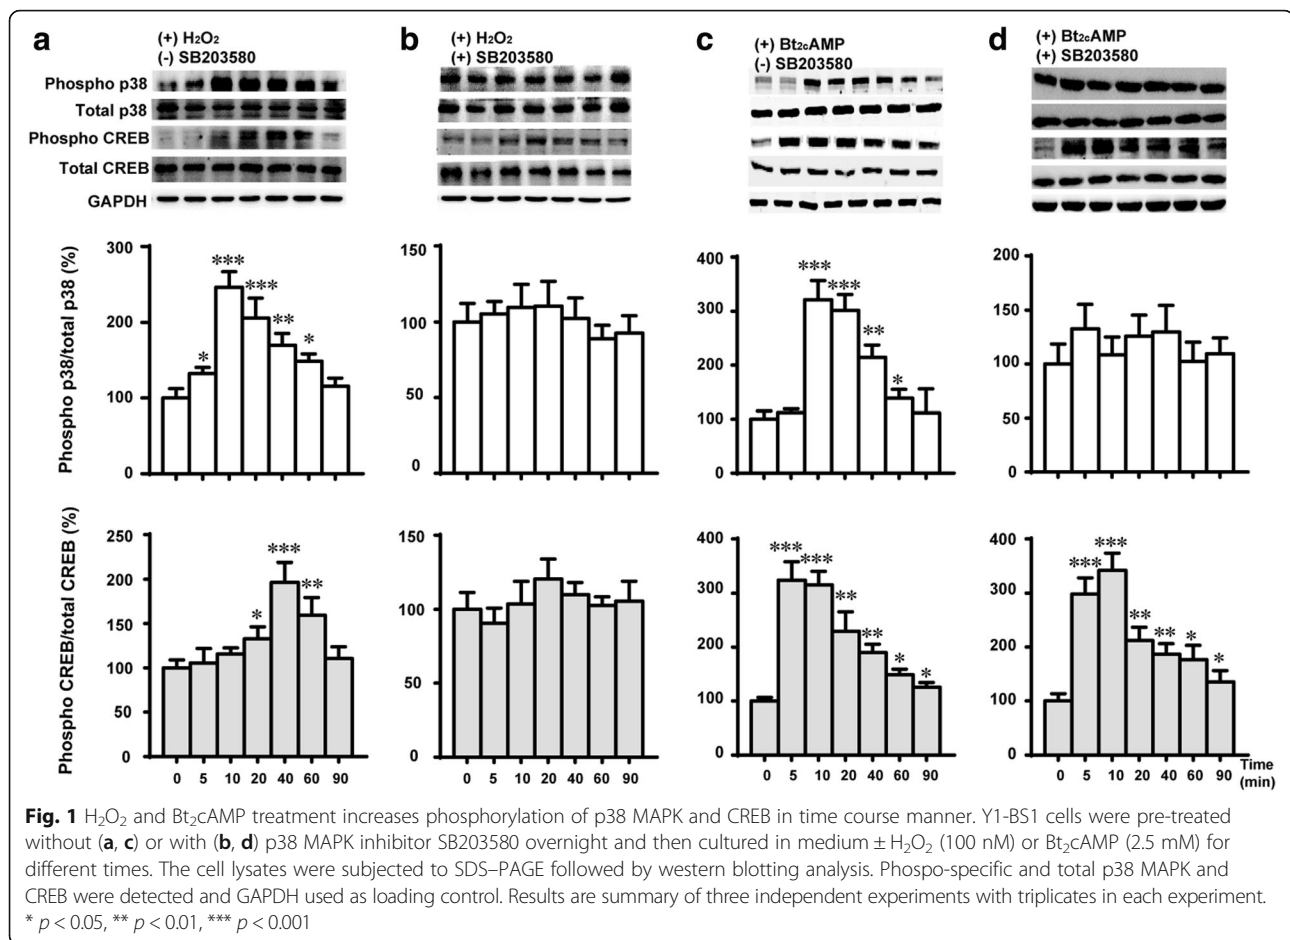 a
(+) H₂O₂
(-) SB203580
b
(+) H₂O₂
(+) SB203580
c
(+) Bt₂cAMP
(-) SB203580
d
(+) Bt₂cAMP
(+) SB203580
Phospho p38
Total p38
Phospho CREB
Total CREB
GAPDH
Phospho p38/total p38 (%)
300
200
100
0
*
***
***
**
*
150
100
50
0
400
300
200
100
0
***
***
**
*
200
150
100
50
0
Phospho CREB/total CREB (%)
250
200
150
100
50
0
*
***
**
0 5 10 20 40 60 90
150
100
50
0
0 5 10 20 40 60 90
400
300
200
100
0
***
***
**
**
*
*
0 5 10 20 40 60 90
400
300
200
100
0
***
***
**
**
*
*
0 5 10 20 40 60 90
Time
(min)
Fig. 1 H₂O₂ and Bt₂cAMP treatment increases phosphorylation of p38 MAPK and CREB in time course manner. Y1-BS1 cells were pre-treated
without (a, c) or with (b, d) p38 MAPK inhibitor SB203580 overnight and then cultured in medium ± H₂O₂ (100 nM) or Bt₂cAMP (2.5 mM) for
different times. The cell lysates were subjected to SDS–PAGE followed by western blotting analysis. Phospo-specific and total p38 MAPK and
CREB were detected and GAPDH used as loading control. Results are summary of three independent experiments with triplicates in each experiment.
* p < 0.05, ** p < 0.01, *** p < 0.001